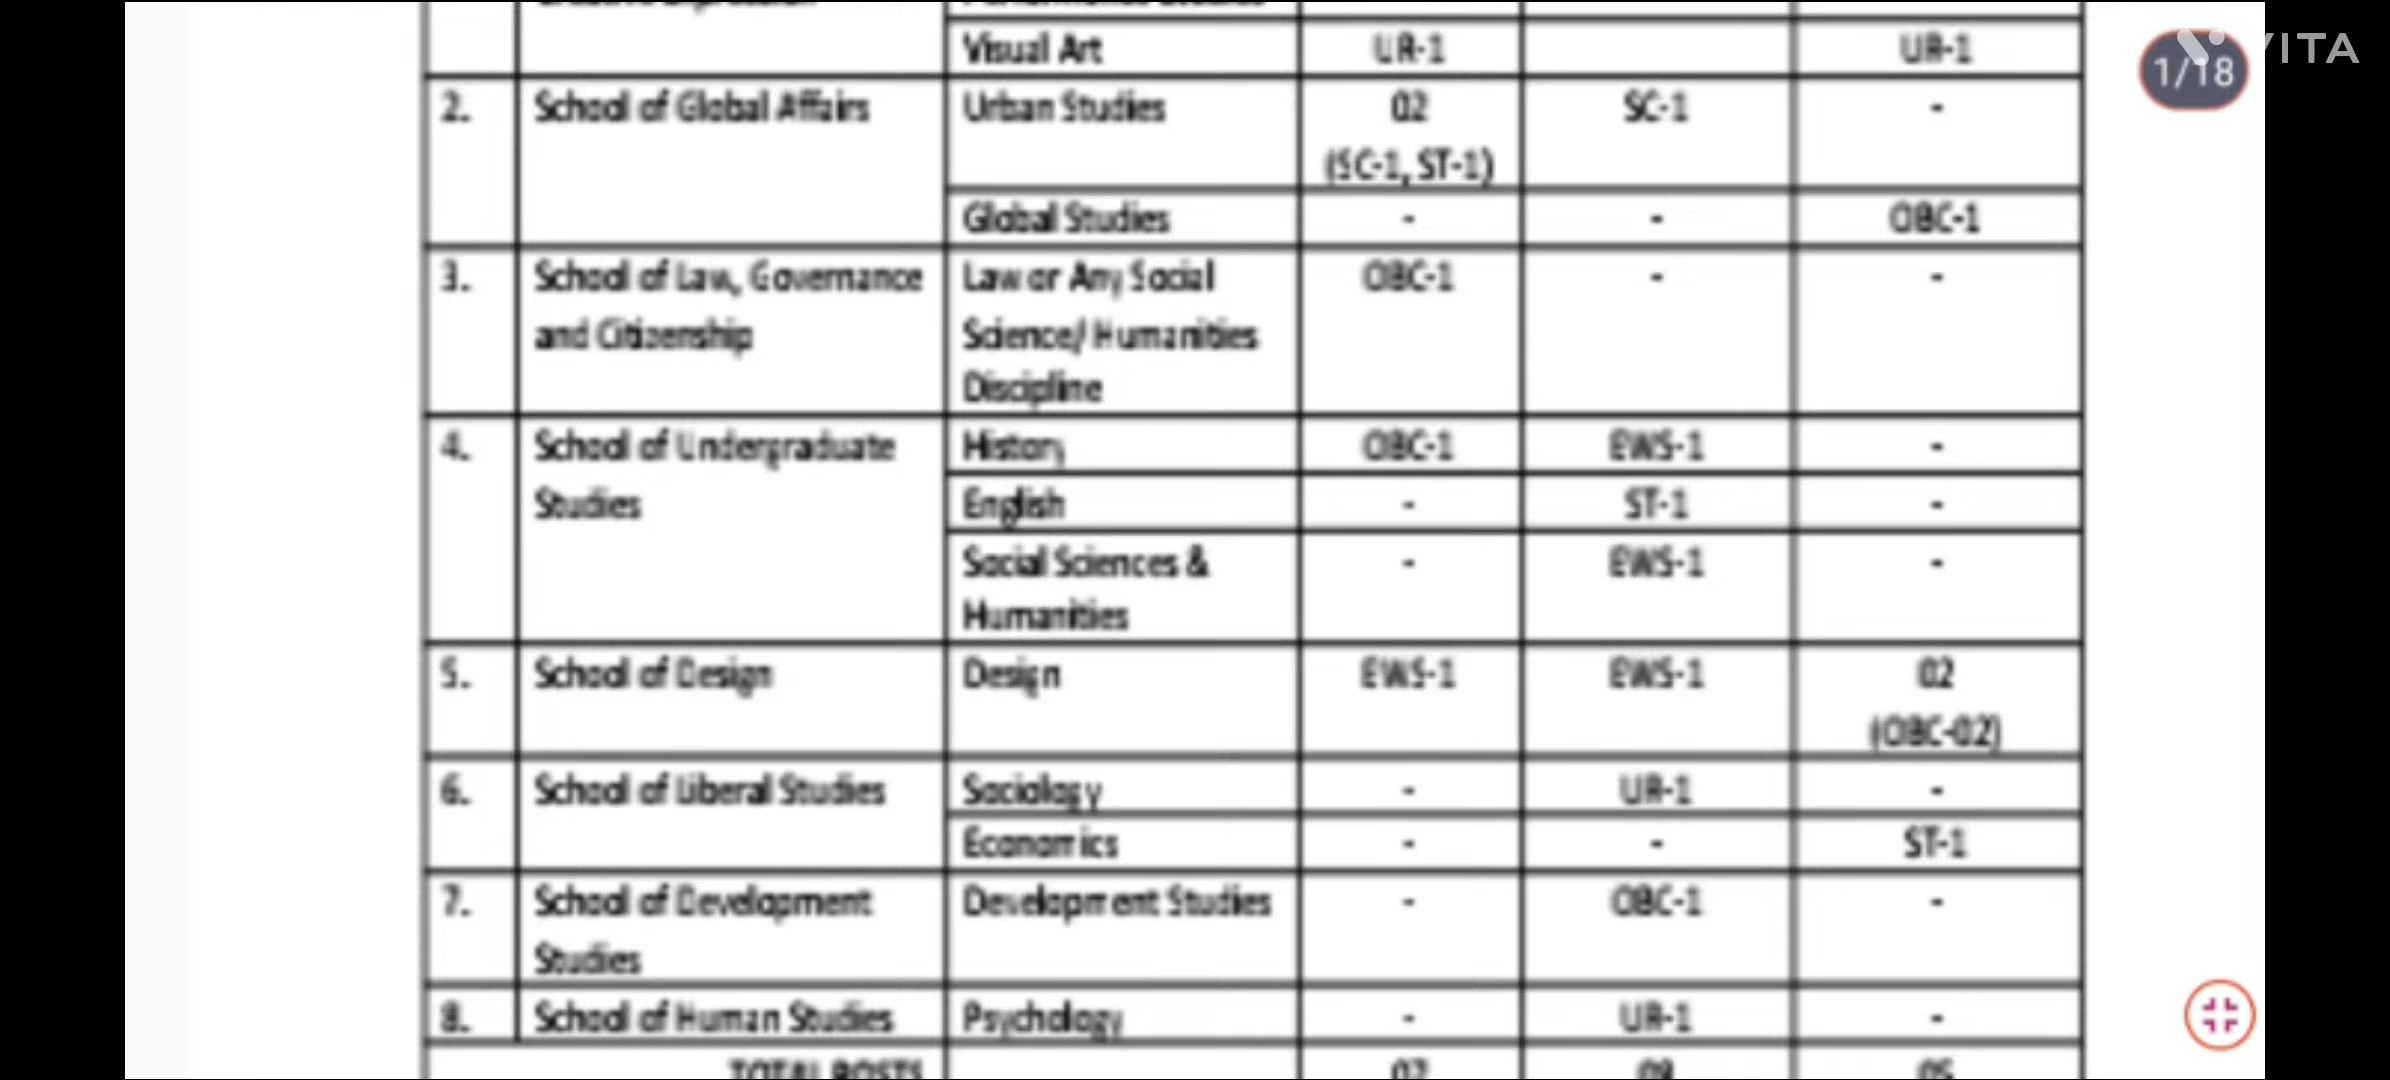 Visual Art UR-1 UR-1
VITA
1/18
2. School of Global Affairs Urban Studies 02 SC-1 -
(SC-1, ST-1)
Global Studies - - OBC-1
3. School of Law, Governance Law or Any Social OBC-1 - -
and Citizenship Science/ Humanities
Discipline
4. School of Undergraduate History OBC-1 EWS-1 -
Studies English - ST-1 -
Social Sciences & - EWS-1 -
Humanities
5. School of Design Design EWS-1 EWS-1 02
(OBC-02)
6. School of Liberal Studies Sociology - UR-1 -
Economics - - ST-1
7. School of Development Development Studies - OBC-1 -
Studies
8. School of Human Studies Psychology - UR-1 -
TOTAL POSTS 07 05